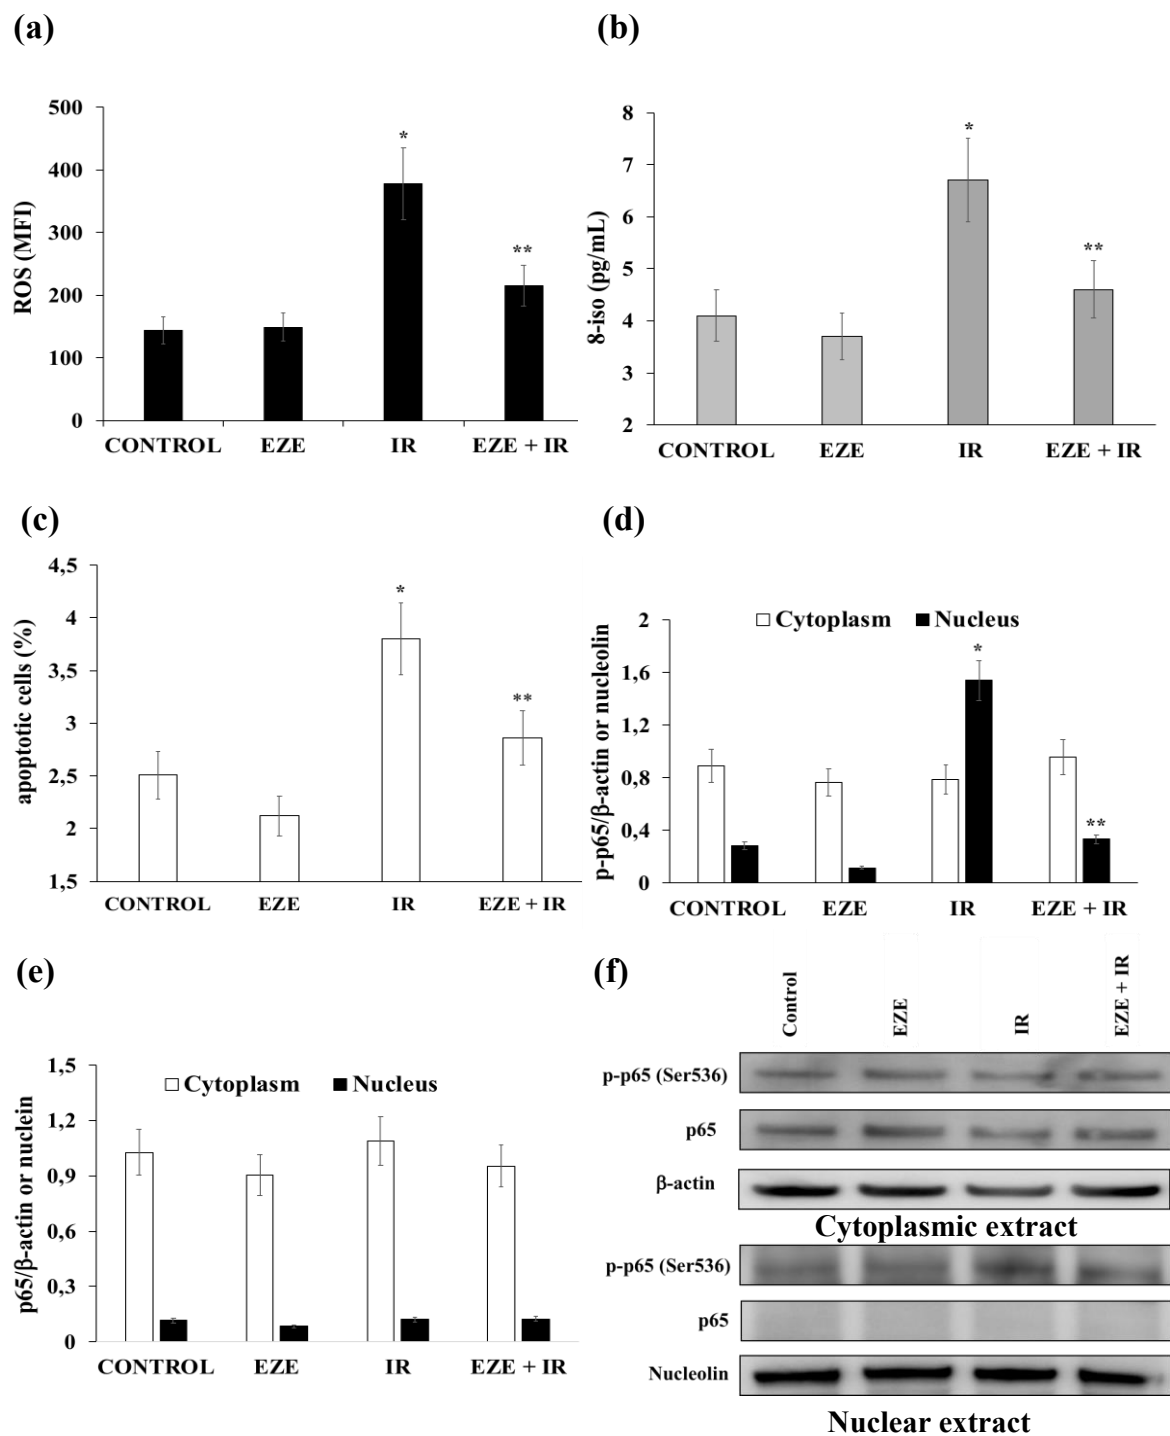 (a)
ROS (MFI)
500
400
300
200
100
0
*
**
CONTROL EZE IR EZE + IR
(b)
8-iso (pg/mL)
8
7
6
5
4
3
2
*
**
CONTROL EZE IR EZE + IR
(c)
apoptotic cells (%)
4,5
4
3,5
3
2,5
2
1,5
*
**
CONTROL EZE IR EZE + IR
(d)
p-p65/β-actin or nucleolin
Cytoplasm Nucleus
2
1,6
1,2
0,8
0,4
0
*
**
CONTROL EZE IR EZE + IR
(e)
p65/β-actin or nuclein
Cytoplasm Nucleus
1,5
1,2
0,9
0,6
0,3
0
CONTROL EZE IR EZE + IR
(f)
Control EZE IR EZE + IR
p-p65 (Ser536)
p65
β-actin
Cytoplasmic extract
p-p65 (Ser536)
p65
Nucleolin
Nuclear extract